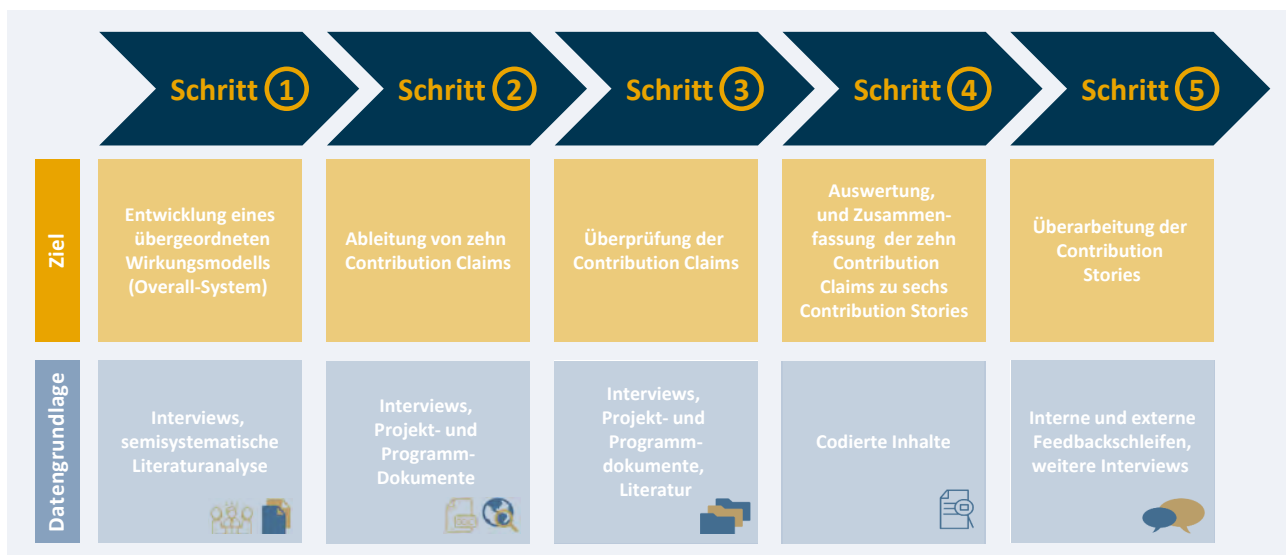 Schritt 1
Schritt 2
Schritt 3
Schritt 4
Schritt 5
Ziel
Entwicklung eines
übergeordneten
Wirkungsmodells
(Overall-System)
Ableitung von zehn
Contribution Claims
Überprüfung der
Contribution Claims
Auswertung,
und Zusammen-
fassung der zehn
Contribution
Claims zu sechs
Contribution Stories
Überarbeitung der
Contribution
Stories
Datengrundlage
Interviews,
semisystematische
Literaturanalyse
Interviews,
Projekt- und
Programm-
Dokumente
Interviews,
Projekt- und
Programm-
dokumente,
Literatur
Codierte Inhalte
Interne und externe
Feedbackschleifen,
weitere Interviews